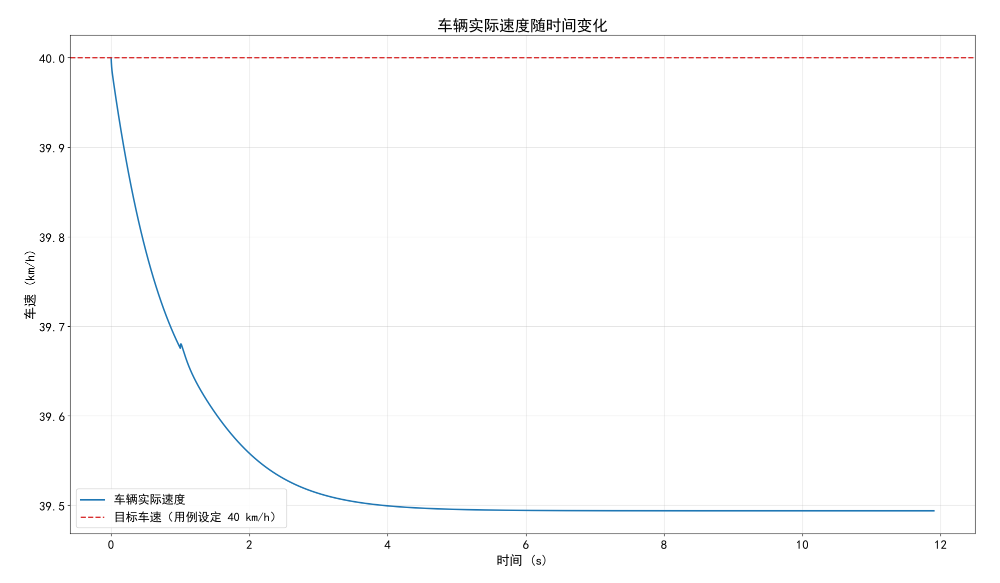 车辆实际速度随时间变化
40.0
39.9
39.8
39.7
39.6
39.5
车速 (km/h)
车辆实际速度
目标车速（用例设定 40 km/h）
0 2 4 6 8 10 12
时间 (s)